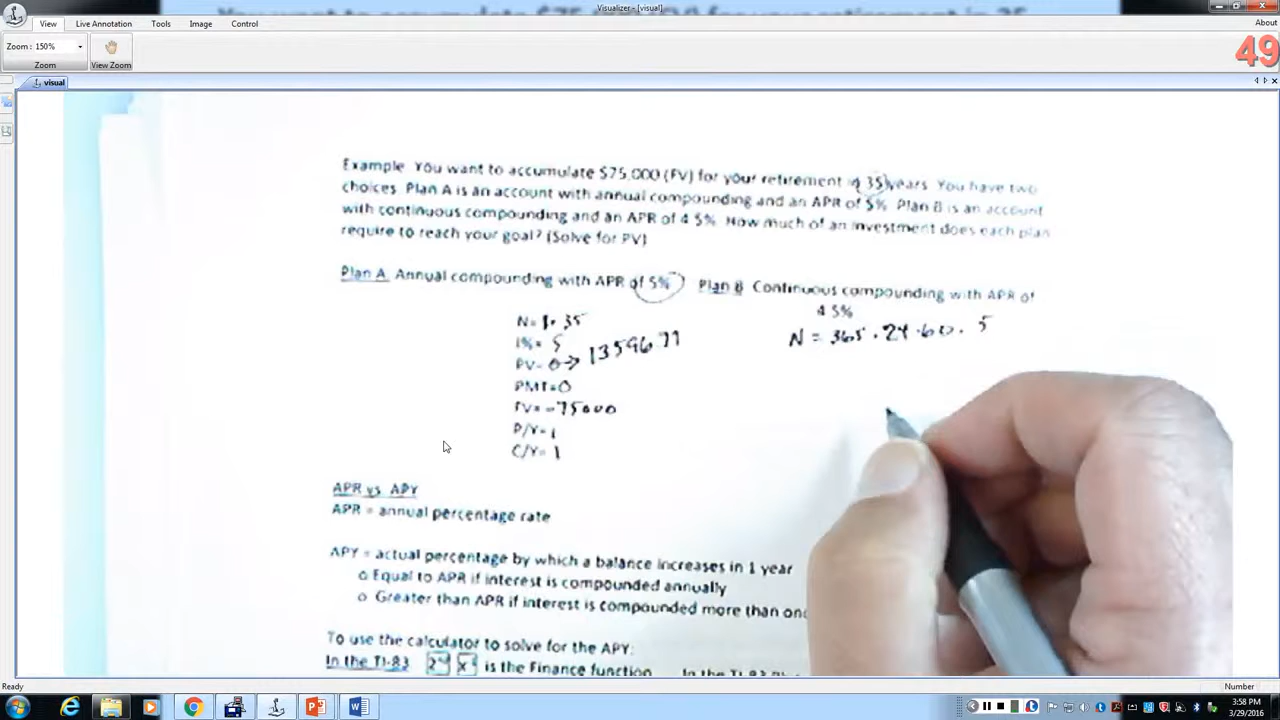 Visualizer - [visual]
View Live Annotation Tools Image Control About
Zoom : 150%
Zoom View Zoom
49
visual
Example You want to accumulate $75,000 (FV) for your retirement in 35 years. You have two
choices. Plan A is an account with annual compounding and an APR of 5%. Plan B is an account
with continuous compounding and an APR of 4.5%. How much of an investment does each plan
require to reach your goal? (Solve for PV)
Plan A Annual compounding with APR of 5% Plan B Continuous compounding with APR of
4.5%
N= 1· 35
N = 365 · 24 · 60 · 5
I%= 5
PV= 0 → 13596.77
PMT=0
FV= -75000
P/Y= 1
C/Y= 1
APR vs APY
APR = annual percentage rate
APY = actual percentage by which a balance increases in 1 year
o Equal to APR if interest is compounded annually
o Greater than APR if interest is compounded more than
To use the calculator to solve for the APY:
In the TI-83 2nd x⁻¹ is the Finance function In the TI-83
Ready
Number
3:58 PM
3/29/2016